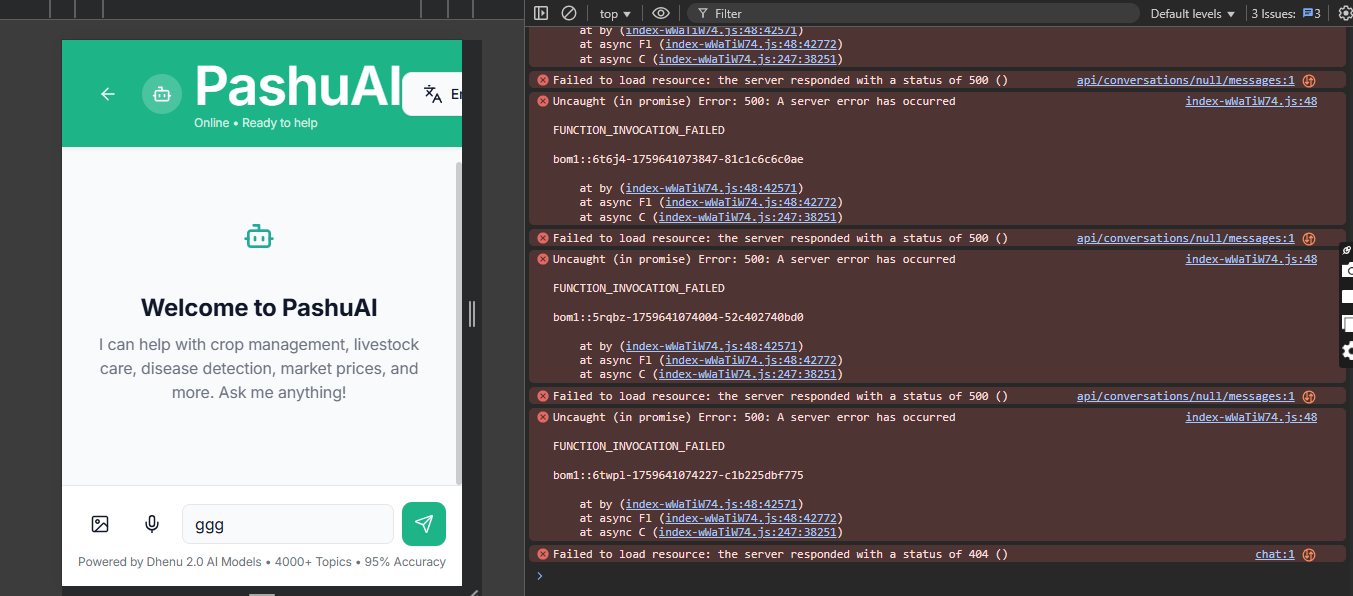 PashuAI
Online • Ready to help
Welcome to PashuAI
I can help with crop management, livestock
care, disease detection, market prices, and
more. Ask me anything!
ggg
Powered by Dhenu 2.0 AI Models • 4000+ Topics • 95% Accuracy
top Filter Default levels 3 Issues: 3
at by (index-wWaTiW74.js:48:42571)
at async Fl (index-wWaTiW74.js:48:42772)
at async C (index-wWaTiW74.js:247:38251)
Failed to load resource: the server responded with a status of 500 () api/conversations/null/messages:1
Uncaught (in promise) Error: 500: A server error has occurred index-wWaTiW74.js:48
FUNCTION_INVOCATION_FAILED
bom1::6t6j4-1759641073847-81c1c6c6c0ae
at by (index-wWaTiW74.js:48:42571)
at async Fl (index-wWaTiW74.js:48:42772)
at async C (index-wWaTiW74.js:247:38251)
Failed to load resource: the server responded with a status of 500 () api/conversations/null/messages:1
Uncaught (in promise) Error: 500: A server error has occurred index-wWaTiW74.js:48
FUNCTION_INVOCATION_FAILED
bom1::5rqbz-1759641074004-52c402740bd0
at by (index-wWaTiW74.js:48:42571)
at async Fl (index-wWaTiW74.js:48:42772)
at async C (index-wWaTiW74.js:247:38251)
Failed to load resource: the server responded with a status of 500 () api/conversations/null/messages:1
Uncaught (in promise) Error: 500: A server error has occurred index-wWaTiW74.js:48
FUNCTION_INVOCATION_FAILED
bom1::6twpl-1759641074227-c1b225dbf775
at by (index-wWaTiW74.js:48:42571)
at async Fl (index-wWaTiW74.js:48:42772)
at async C (index-wWaTiW74.js:247:38251)
Failed to load resource: the server responded with a status of 404 () chat:1